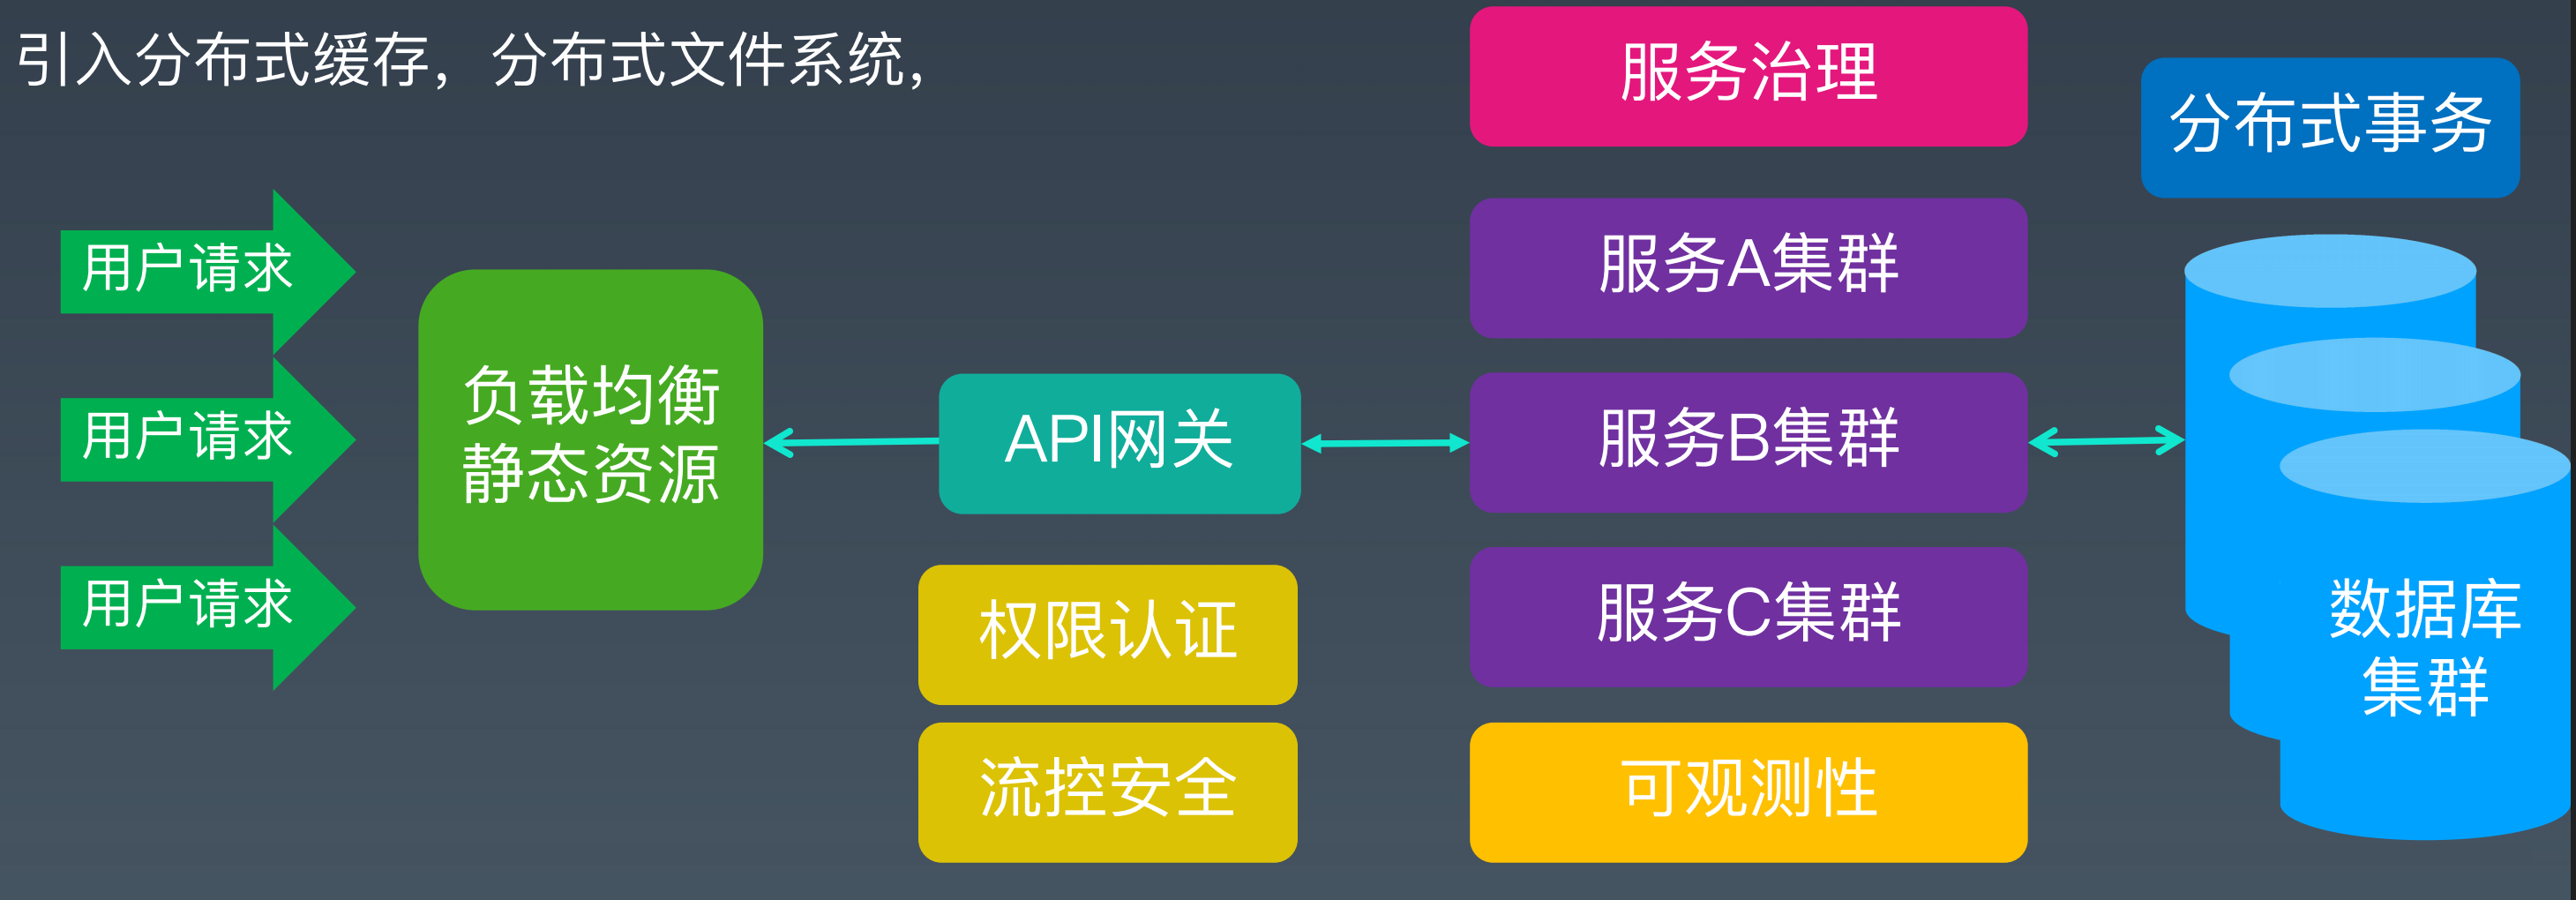 引入分布式缓存， 分布式文件系统，
用户请求
用户请求
用户请求
负载均衡
静态资源
API网关
权限认证
流控安全
服务治理
服务A集群
服务B集群
服务C集群
可观测性
分布式事务
数据库
集群